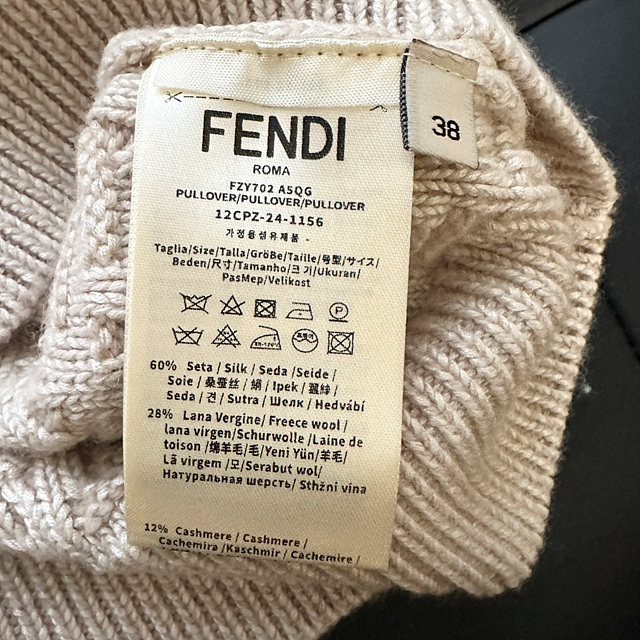 FENDI
38
ROMA
FZY702 A5QG
PULLOVER/PULLOVER/PULLOVER
12CPZ-24-1156
가정용섬유제품 -
Taglia/Size/Talla/Größe/Taille/号型/サイズ/
Beden/尺寸/Tamanho/크기/Ukuran/
PasMep/Velikost
60% Seta / Silk / Seda /Seide /
Soie / 桑蚕丝 / 絹 / Ipek / 蠶絲 /
Seda / 견 / Sutra / Шелк / Hedvábí
28% Lana Vergine/ Freece wool /
lana virgen/Schurwolle /Laine de
toison /绵羊毛/毛/Yeni Yün/羊毛/
Lã virgem /모/Serabut wol/
Натуральная шерсть/ Sthžni vina
12% Cashmere / Cashmere /
Cachemira /Kaschmir / Cachemire /